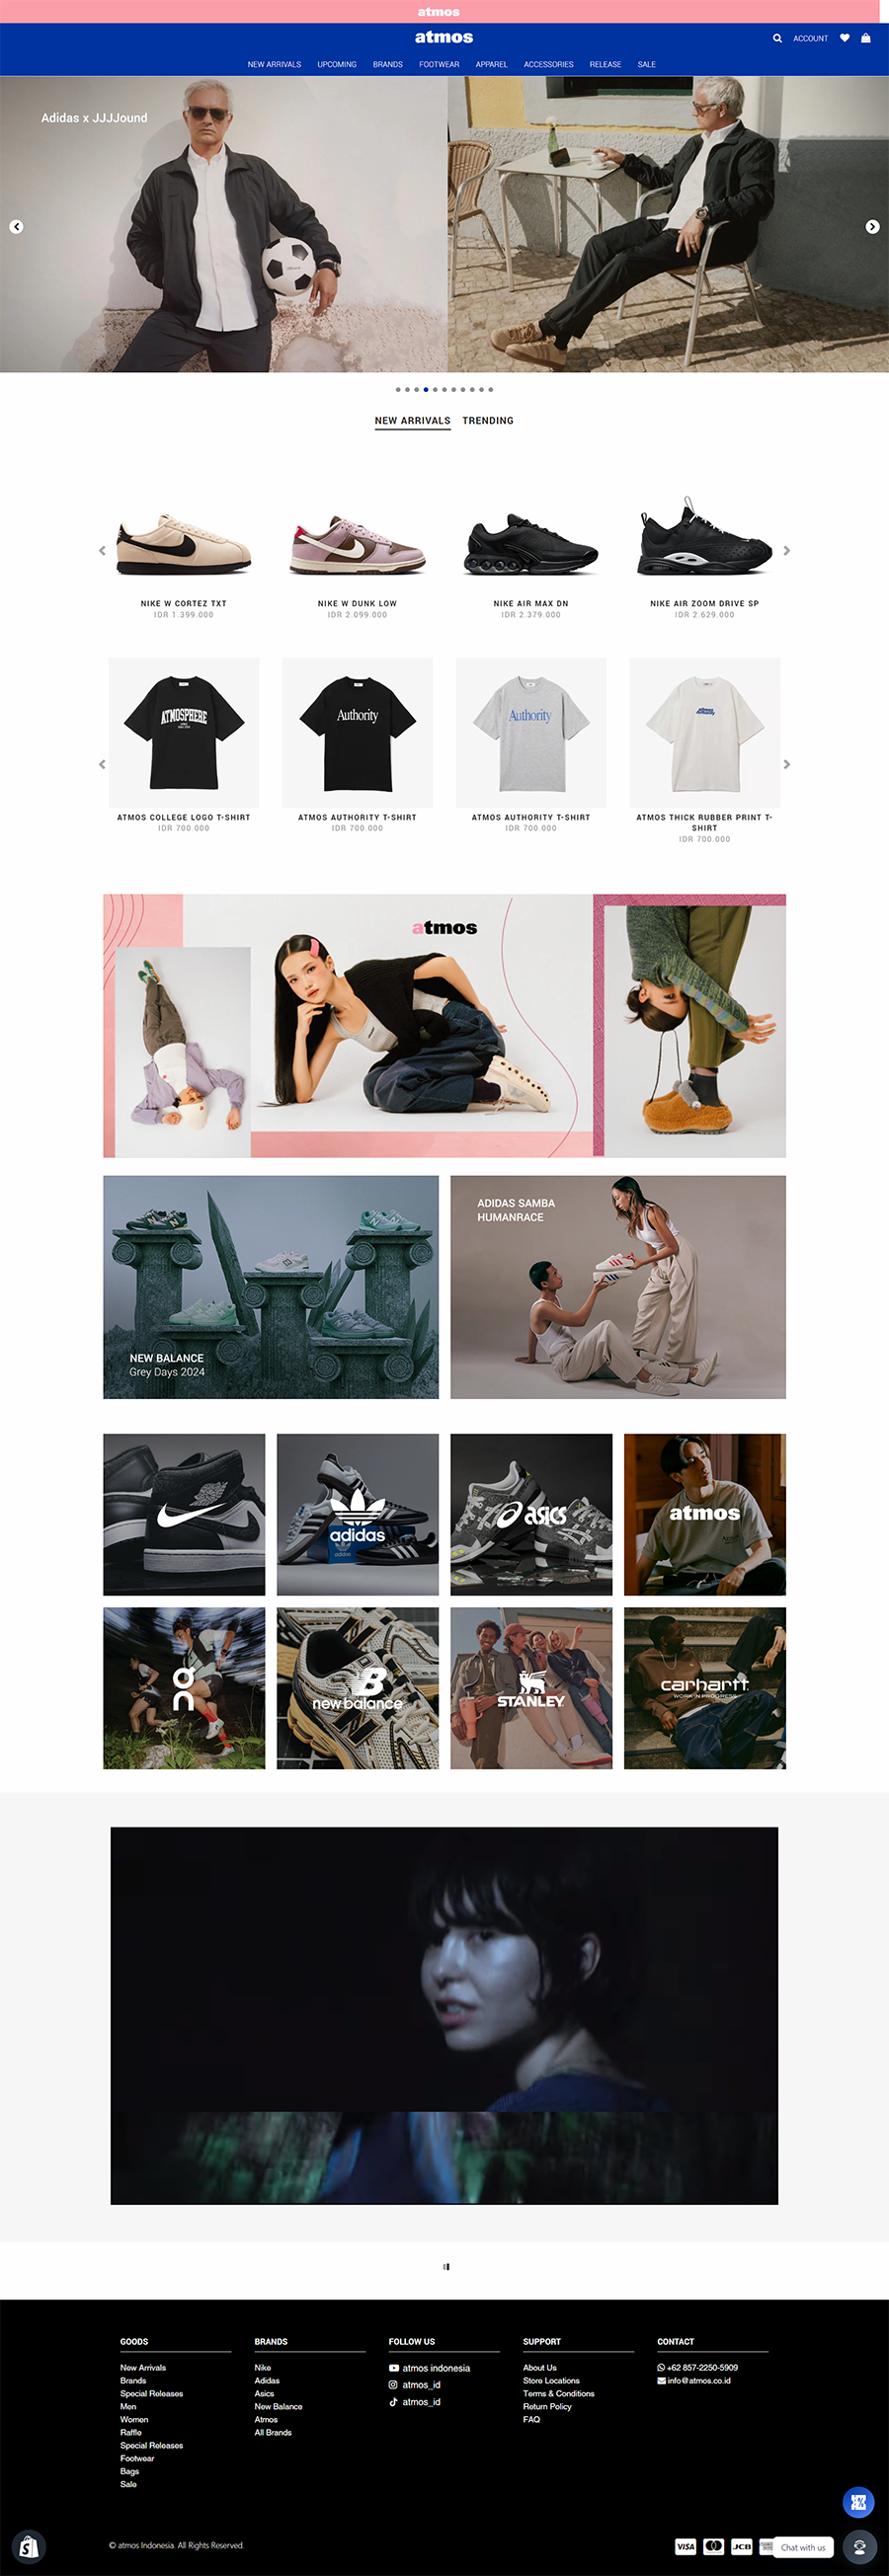 atmos
atmos
ACCOUNT
NEW ARRIVALS UPCOMING BRANDS FOOTWEAR APPAREL ACCESSORIES RELEASE SALE
Adidas x JJJJound
NEW ARRIVALS TRENDING
NIKE W CORTEZ TXT
IDR 1.399.000
NIKE W DUNK LOW
IDR 2.099.000
NIKE AIR MAX DN
IDR 2.379.000
NIKE AIR ZOOM DRIVE SP
IDR 2.629.000
ATMOSPHERE
Authority
Authority
atmos
Authority
ATMOS COLLEGE LOGO T-SHIRT
IDR 700.000
ATMOS AUTHORITY T-SHIRT
IDR 700.000
ATMOS AUTHORITY T-SHIRT
IDR 700.000
ATMOS THICK RUBBER PRINT T-
SHIRT
IDR 700.000
atmos
NEW BALANCE
Grey Days 2024
ADIDAS SAMBA
HUMANRACE
adidas
adidas
asics
atmos
on
new balance
STANLEY
carhartt
WORK IN PROGRESS
GOODS
New Arrivals
Brands
Special Releases
Men
Women
Raffle
Special Releases
Footwear
Bags
Sale
BRANDS
Nike
Adidas
Asics
New Balance
Atmos
All Brands
FOLLOW US
atmos indonesia
atmos_id
atmos_id
SUPPORT
About Us
Store Locations
Terms & Conditions
Return Policy
FAQ
CONTACT
+62 857-2250-5909
info@atmos.co.id
© atmos Indonesia. All Rights Reserved.
VISA
JCB
Chat with us